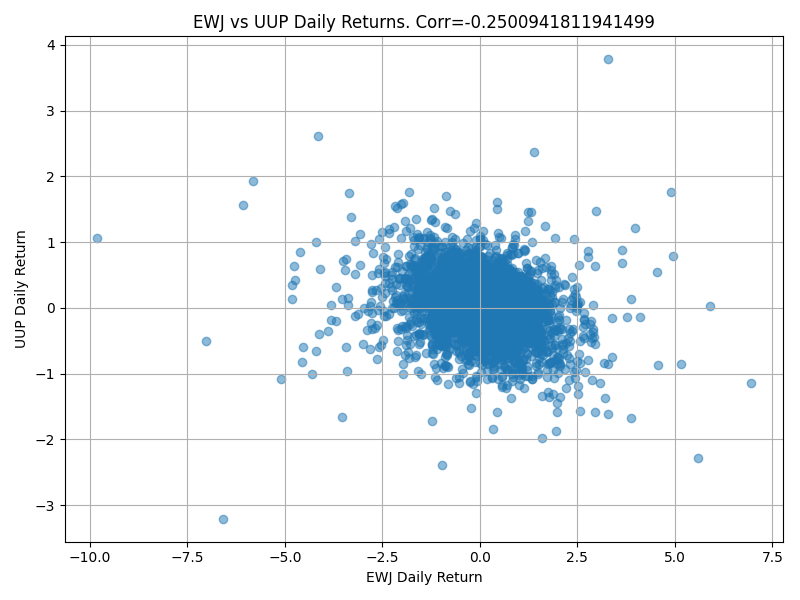 EWJ vs UUP Daily Returns. Corr=-0.2500941811941499
4
3
2
1
0
−1
−2
−3
UUP Daily Return
−10.0 −7.5 −5.0 −2.5 0.0 2.5 5.0 7.5
EWJ Daily Return